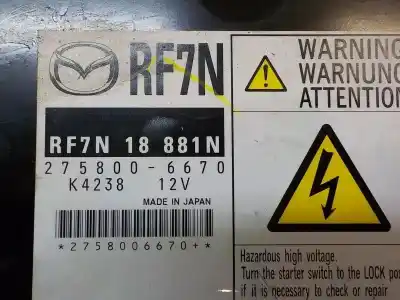 RF7N
RF7N 18 881N
275800-6670
K4238 12V
MADE IN JAPAN
*2758006670+*
WARNING
WARNUNG
ATTENTION
Hazardous high voltage.
Turn the starter switch to the LOCK
if it is necessary to check or repair